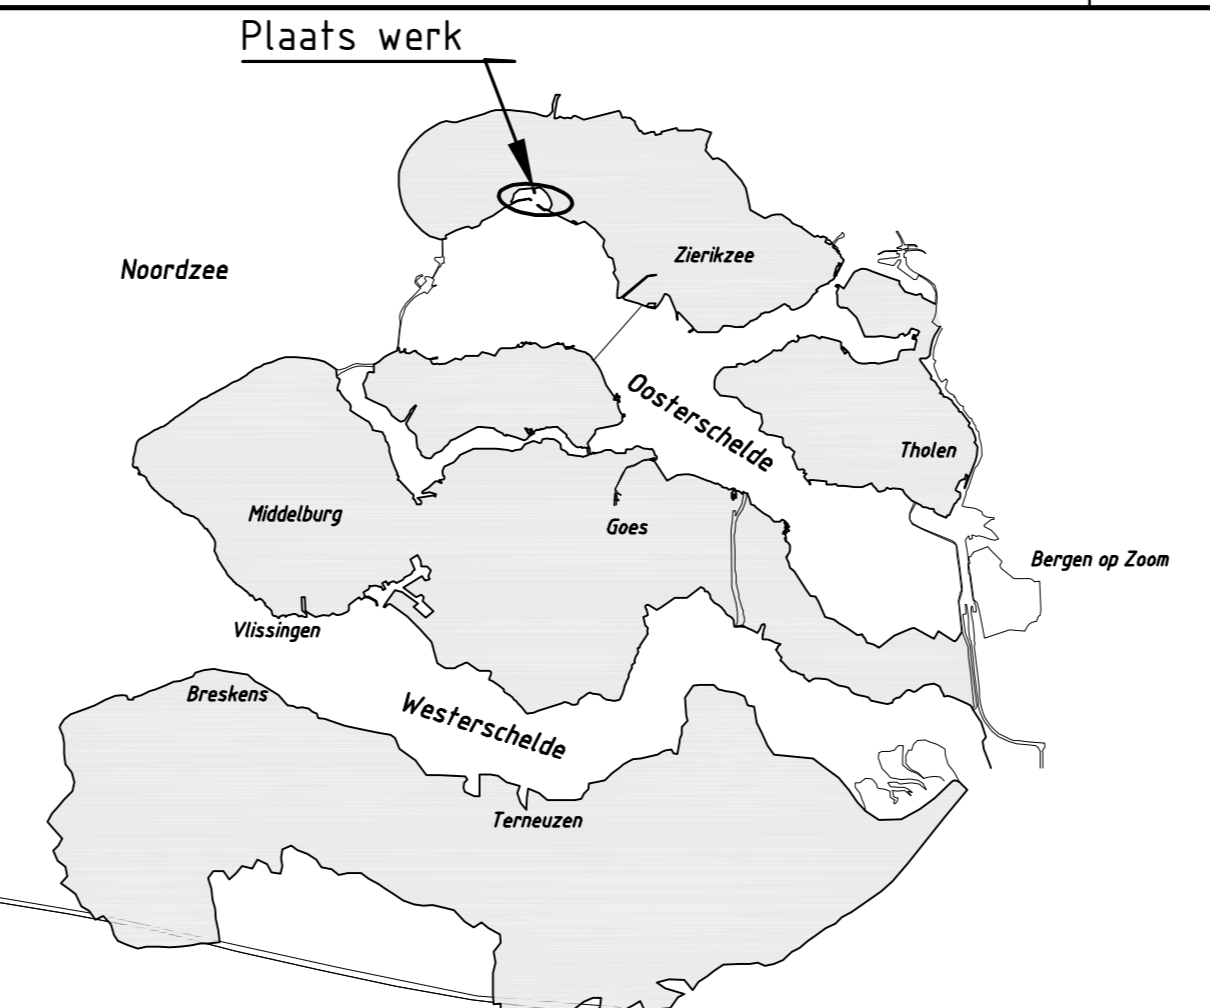 Plaats werk
Zierikzee
Noordzee
Oosterschelde
Tholen
Middelburg
Goes
Bergen op Zoom
Vlissingen
Breskens
Westerschelde
Terneuzen